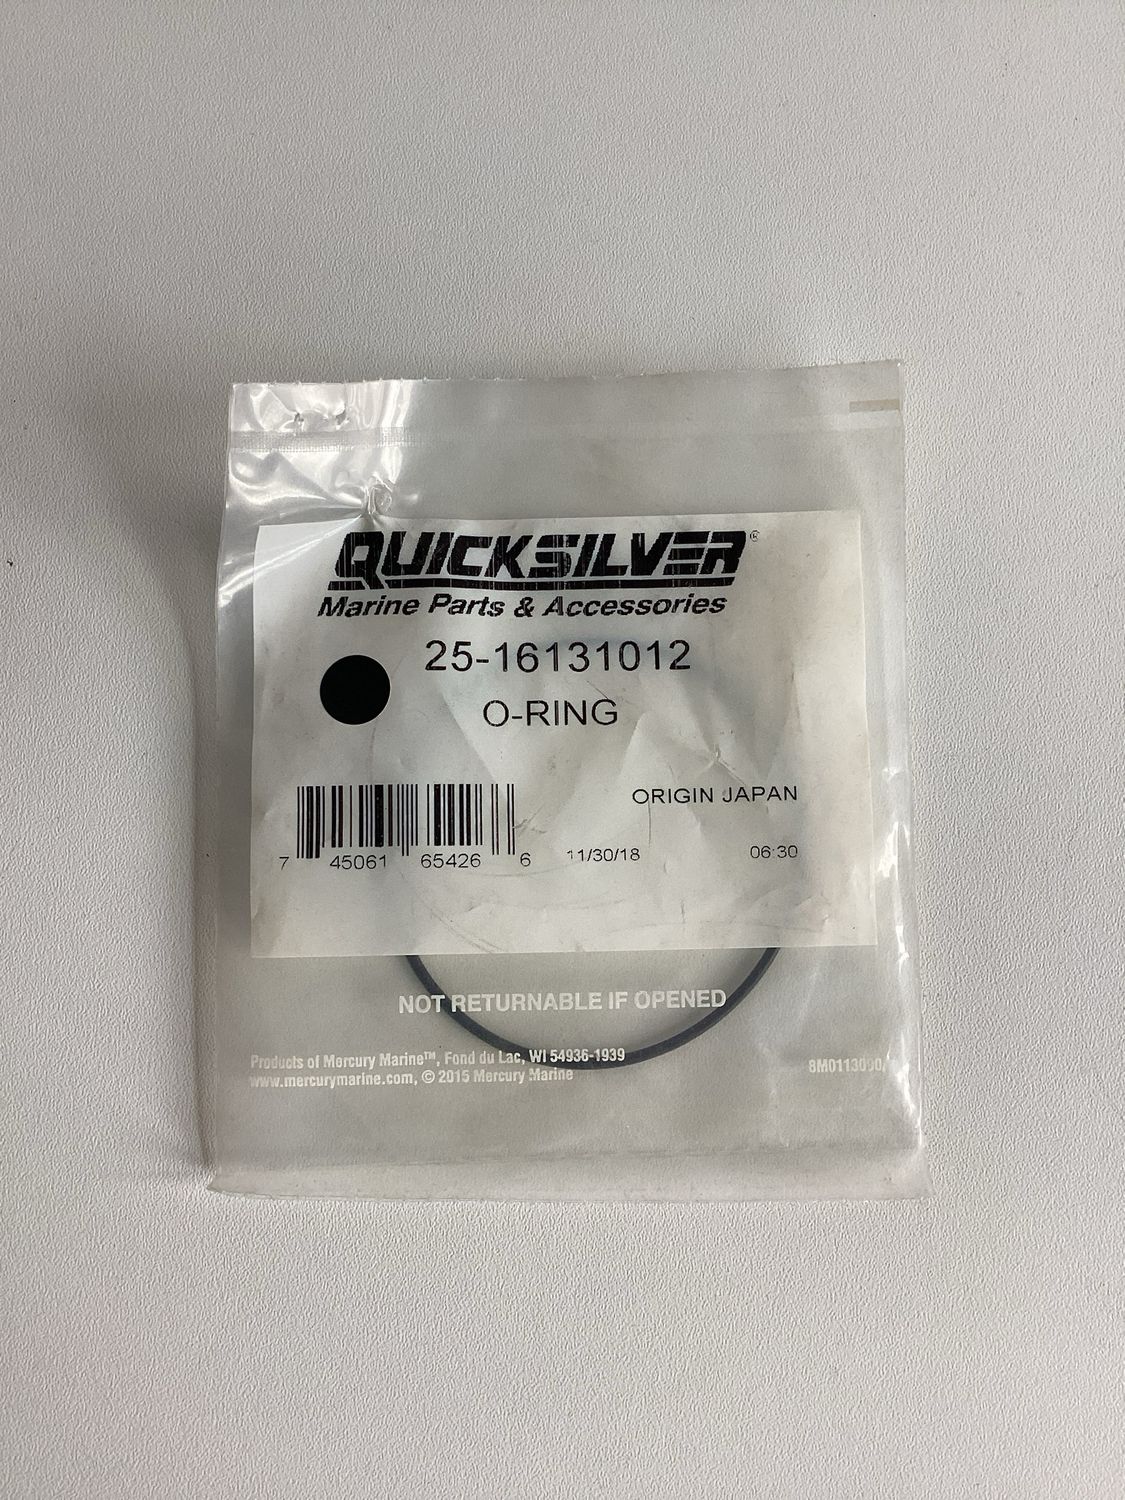 QUICKSILVER®
Marine Parts & Accessories
25-16131012
O-RING
ORIGIN JAPAN
7 45061 65426 6 11/30/18 06:30
NOT RETURNABLE IF OPENED
Products of Mercury Marine™, Fond du Lac, WI 54936-1939
www.mercurymarine.com, © 2015 Mercury Marine